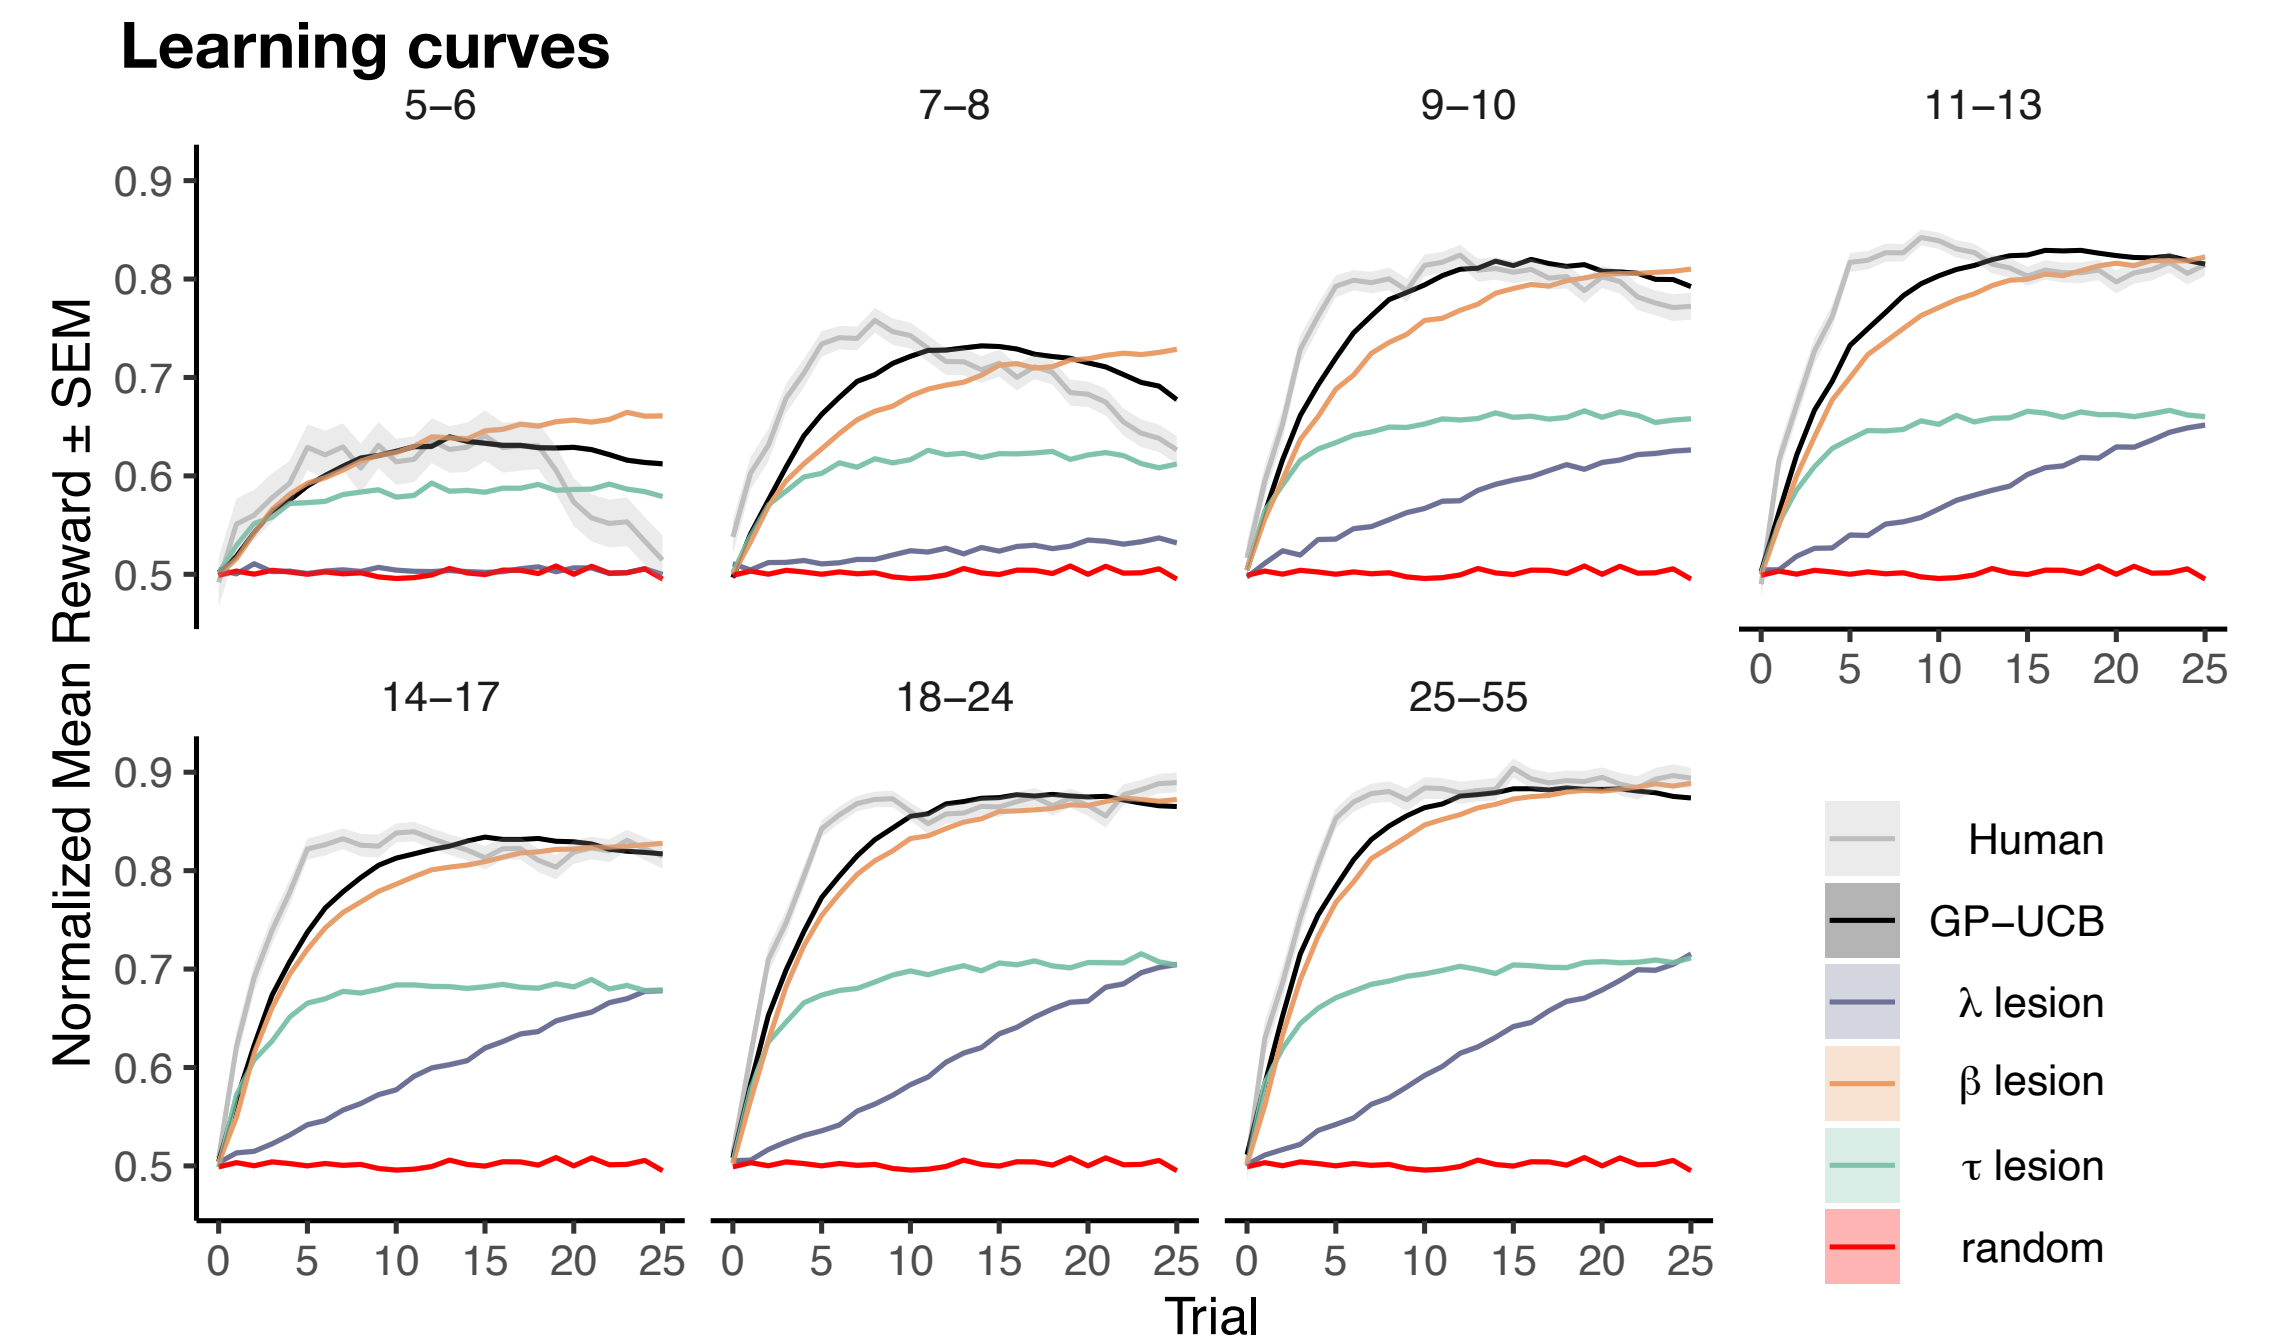 Learning curves
5–6
7–8
9–10
11–13
0.9
0.8
0.7
0.6
0.5
0 5 10 15 20 25
Normalized Mean Reward ± SEM
14–17
18–24
25–55
0.9
0.8
0.7
0.6
0.5
0 5 10 15 20 25
0 5 10 15 20 25
0 5 10 15 20 25
Trial
Human
GP−UCB
λ lesion
β lesion
τ lesion
random